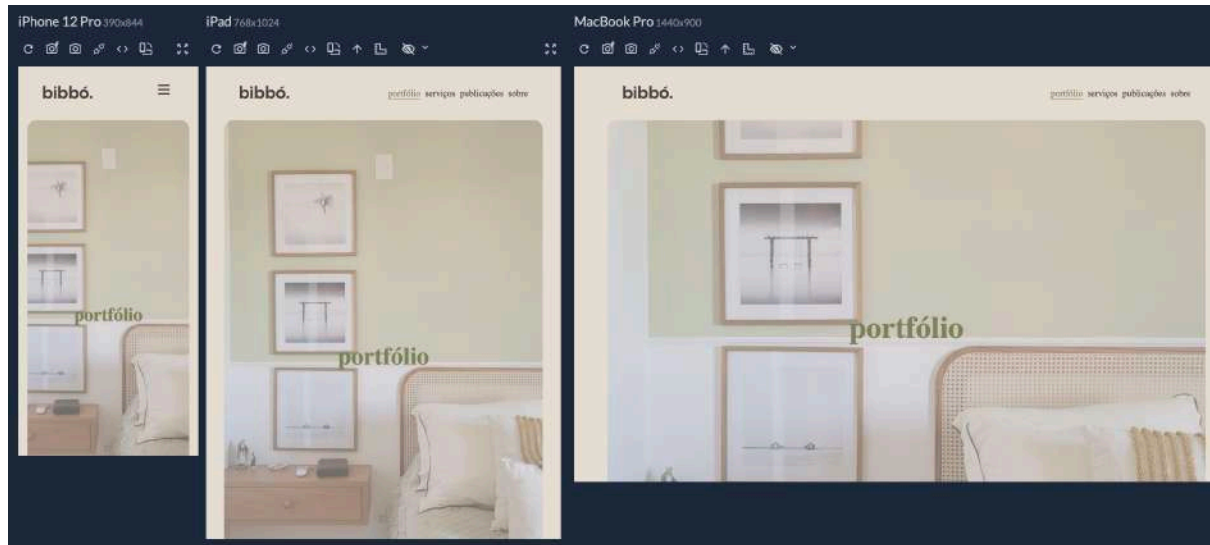 iPhone 12 Pro 390x844
bibbó.
portfólio
iPad 768x1024
bibbó.
portfólio serviços publicações sobre
portfólio
MacBook Pro 1440x900
bibbó.
portfólio serviços publicações sobre
portfólio